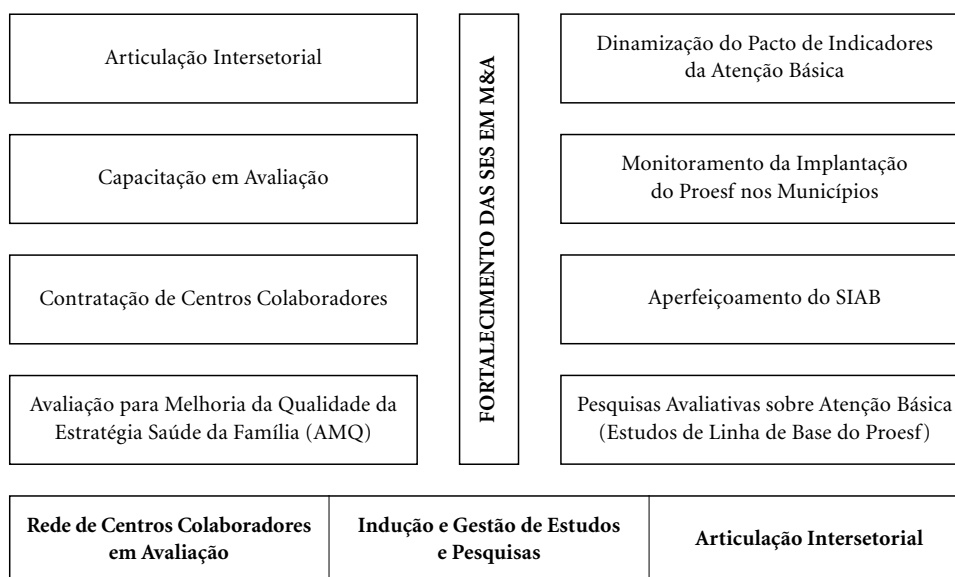 Articulação Intersetorial
Capacitação em Avaliação
Contratação de Centros Colaboradores
Avaliação para Melhoria da Qualidade da
Estratégia Saúde da Família (AMQ)
FORTALECIMENTO DAS SES EM M&A
Dinamização do Pacto de Indicadores
da Atenção Básica
Monitoramento da Implantação
do Proesf nos Municípios
Aperfeiçoamento do SIAB
Pesquisas Avaliativas sobre Atenção Básica
(Estudos de Linha de Base do Proesf)
Rede de Centros Colaboradores
em Avaliação
Indução e Gestão de Estudos
e Pesquisas
Articulação Intersetorial